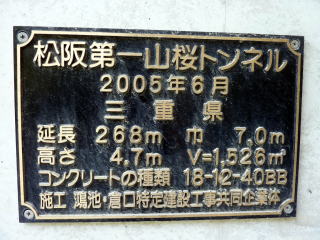 松阪第一山桜トンネル
2005年6月
三重県
延長 268m 巾 7.0m
高さ 4.7m V=1,526㎥
コンクリートの種類 18-12-40BB
施工 鴻池・倉口特定建設工事共同企業体